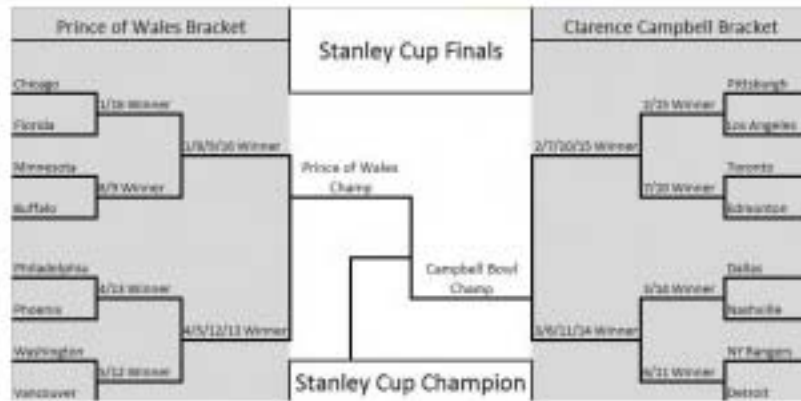 Prince of Wales Bracket
Stanley Cup Finals
Clarence Campbell Bracket
Chicago
1/16 Winner
Florida
1/8/9/16 Winner
Minnesota
8/9 Winner
Buffalo
Philadelphia
4/13 Winner
Phoenix
4/5/12/13 Winner
Washington
5/12 Winner
Vancouver
Prince of Wales
Champ
Campbell Bowl
Champ
Stanley Cup Champion
Pittsburgh
2/15 Winner
Los Angeles
2/7/10/15 Winner
Toronto
7/10 Winner
Edmonton
Dallas
3/14 Winner
Nashville
3/6/11/14 Winner
NY Rangers
6/11 Winner
Detroit